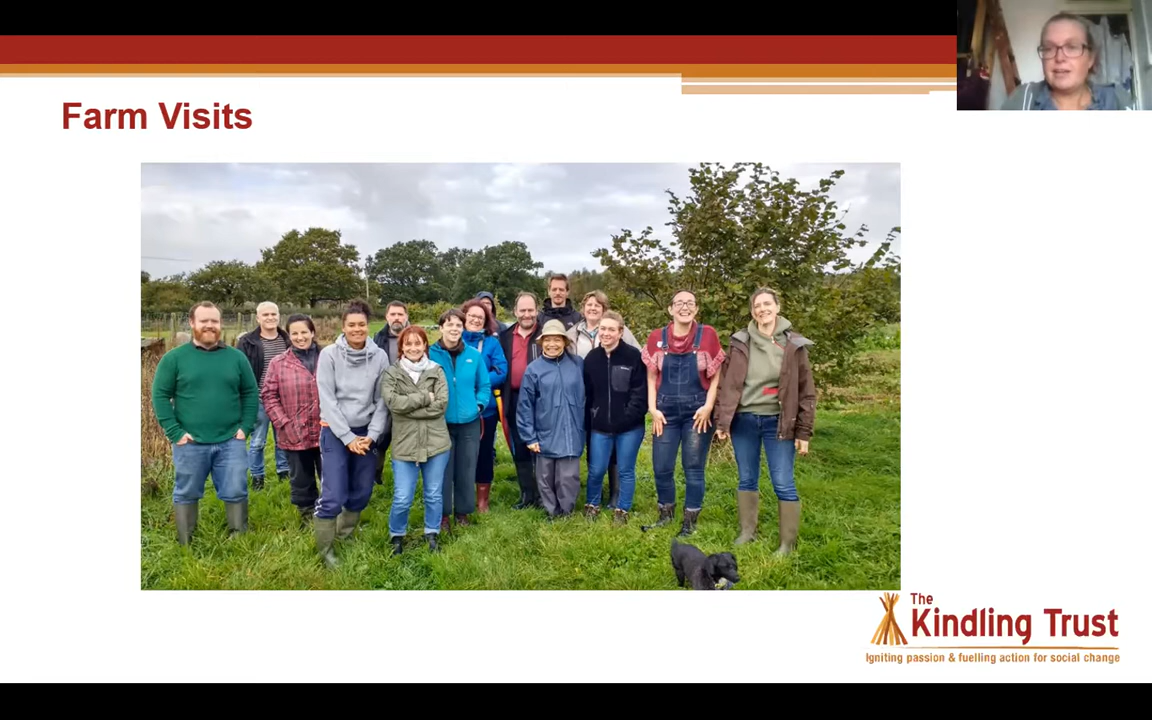 Farm Visits
The
Kindling Trust
Igniting passion & fuelling action for social change